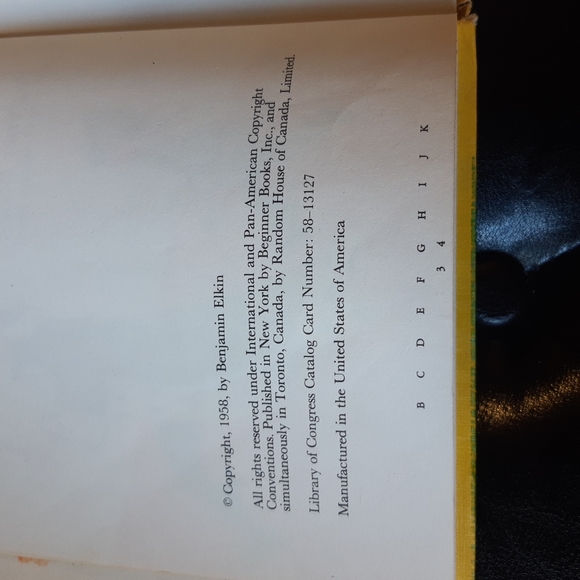 © Copyright, 1958, by Benjamin Elkin
All rights reserved under International and Pan-American Copyright
Conventions. Published in New York by Beginner Books, Inc., and
simultaneously in Toronto, Canada, by Random House of Canada, Limited.
Library of Congress Catalog Card Number: 58-13127
Manufactured in the United States of America
B C D E F G H I J K
3 4